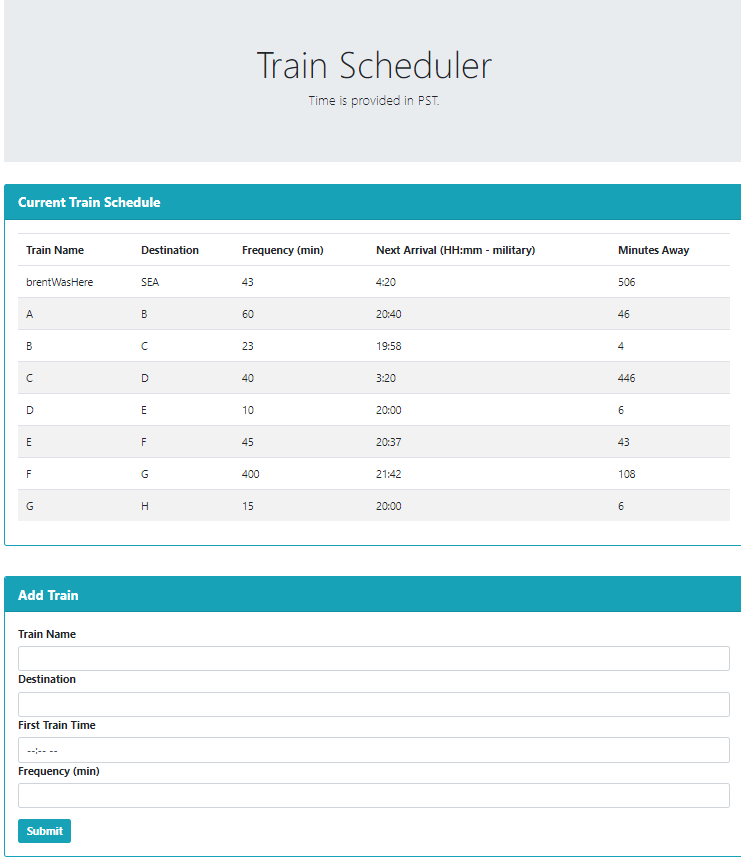 Train Scheduler
Time is provided in PST.
Current Train Schedule
Train Name Destination Frequency (min) Next Arrival (HH:mm - military) Minutes Away
brentWasHere SEA 43 4:20 506
A B 60 20:40 46
B C 23 19:58 4
C D 40 3:20 446
D E 10 20:00 6
E F 45 20:37 43
F G 400 21:42 108
G H 15 20:00 6
Add Train
Train Name
Destination
First Train Time
--:-- --
Frequency (min)
Submit